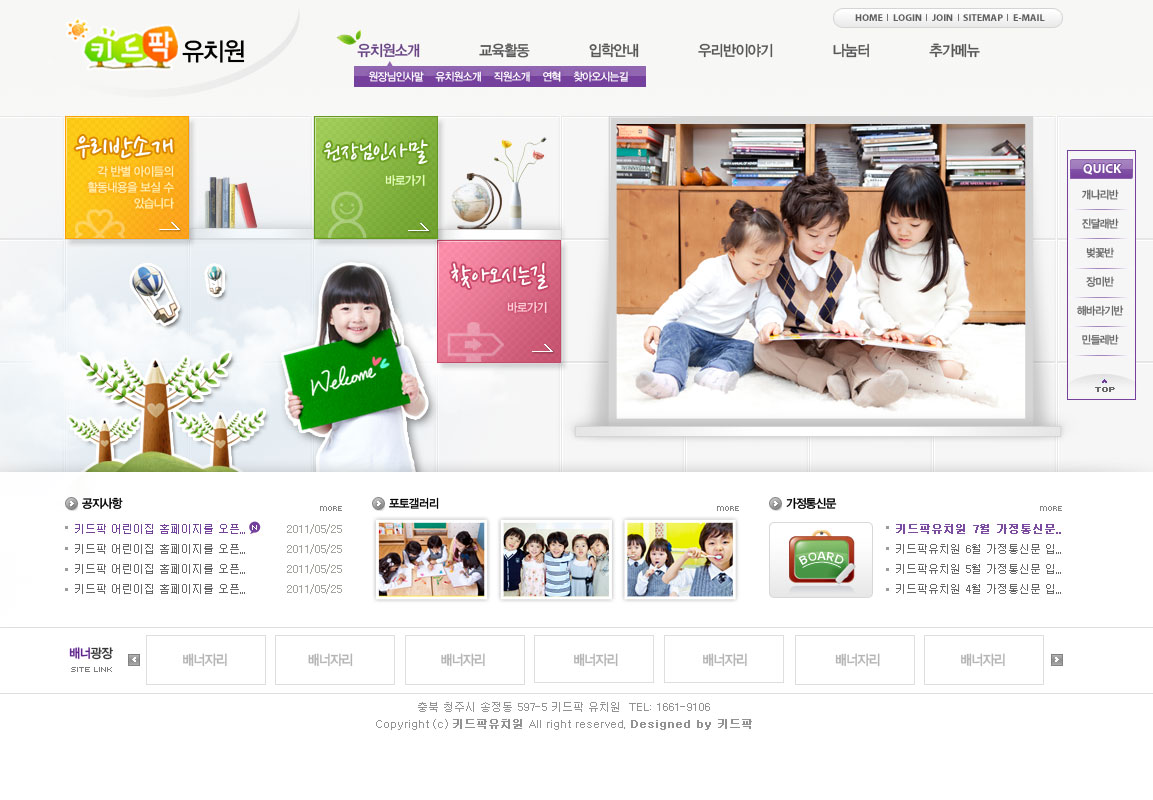 HOME | LOGIN | JOIN | SITEMAP | E-MAIL
키드팍 유치원
유치원소개 교육활동 입학안내 우리반이야기 나눔터 추가메뉴
원장님인사말 유치원소개 직원소개 연혁 찾아오시는길
우리반소개
각 반별 아이들의
활동내용을 보실 수
있습니다
원장님인사말
바로가기
찾아오시는길
바로가기
Welcome
QUICK
개나리반
진달래반
벚꽃반
장미반
해바라기반
민들레반
TOP
공지사항
MORE
키드팍 어린이집 홈페이지를 오픈... N 2011/05/25
키드팍 어린이집 홈페이지를 오픈... 2011/05/25
키드팍 어린이집 홈페이지를 오픈... 2011/05/25
키드팍 어린이집 홈페이지를 오픈... 2011/05/25
포토갤러리
MORE
가정통신문
MORE
BOARD
키드팍유치원 7월 가정통신문..
키드팍유치원 6월 가정통신문 입...
키드팍유치원 5월 가정통신문 입...
키드팍유치원 4월 가정통신문 입...
배너광장
SITE LINK
배너자리 배너자리 배너자리 배너자리 배너자리 배너자리 배너자리
충북 청주시 송정동 597-5 키드팍 유치원 TEL: 1661-9106
Copyright (c) 키드팍유치원 All right reserved. Designed by 키드팍